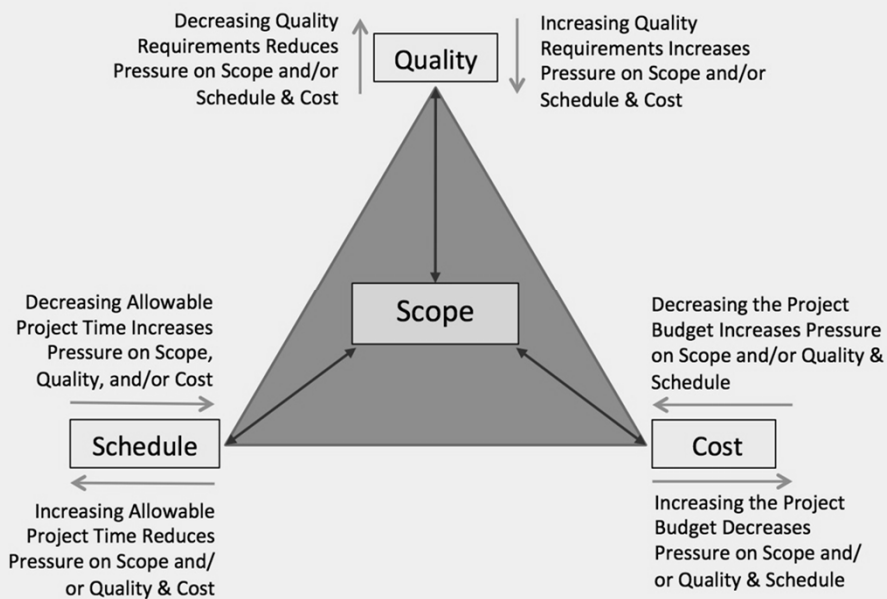 Decreasing Quality
Requirements Reduces
Pressure on Scope and/or
Schedule & Cost
Quality
Increasing Quality
Requirements Increases
Pressure on Scope and/or
Schedule & Cost
Scope
Decreasing Allowable
Project Time Increases
Pressure on Scope,
Quality, and/or Cost
Schedule
Increasing Allowable
Project Time Reduces
Pressure on Scope and/
or Quality & Cost
Decreasing the Project
Budget Increases Pressure
on Scope and/or Quality &
Schedule
Cost
Increasing the Project
Budget Decreases
Pressure on Scope and/
or Quality & Schedule